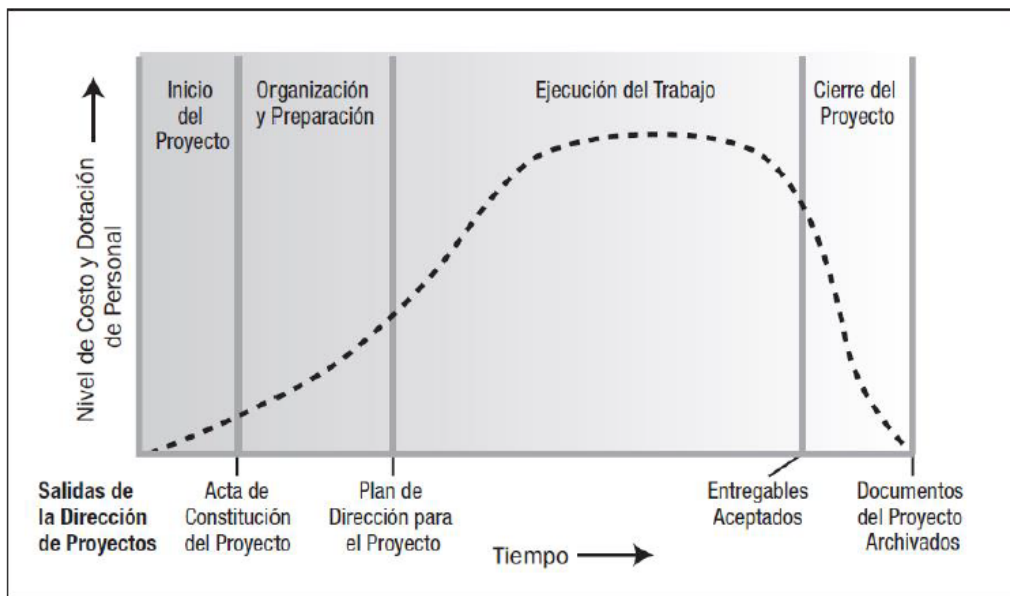 Inicio
del
Proyecto
Organización
y Preparación
Ejecución del Trabajo
Cierre del
Proyecto
Nivel de Costo y Dotación
de Personal
Salidas de
la Dirección
de Proyectos
Acta de
Constitución
del Proyecto
Plan de
Dirección para
el Proyecto
Entregables
Aceptados
Documentos
del Proyecto
Archivados
Tiempo